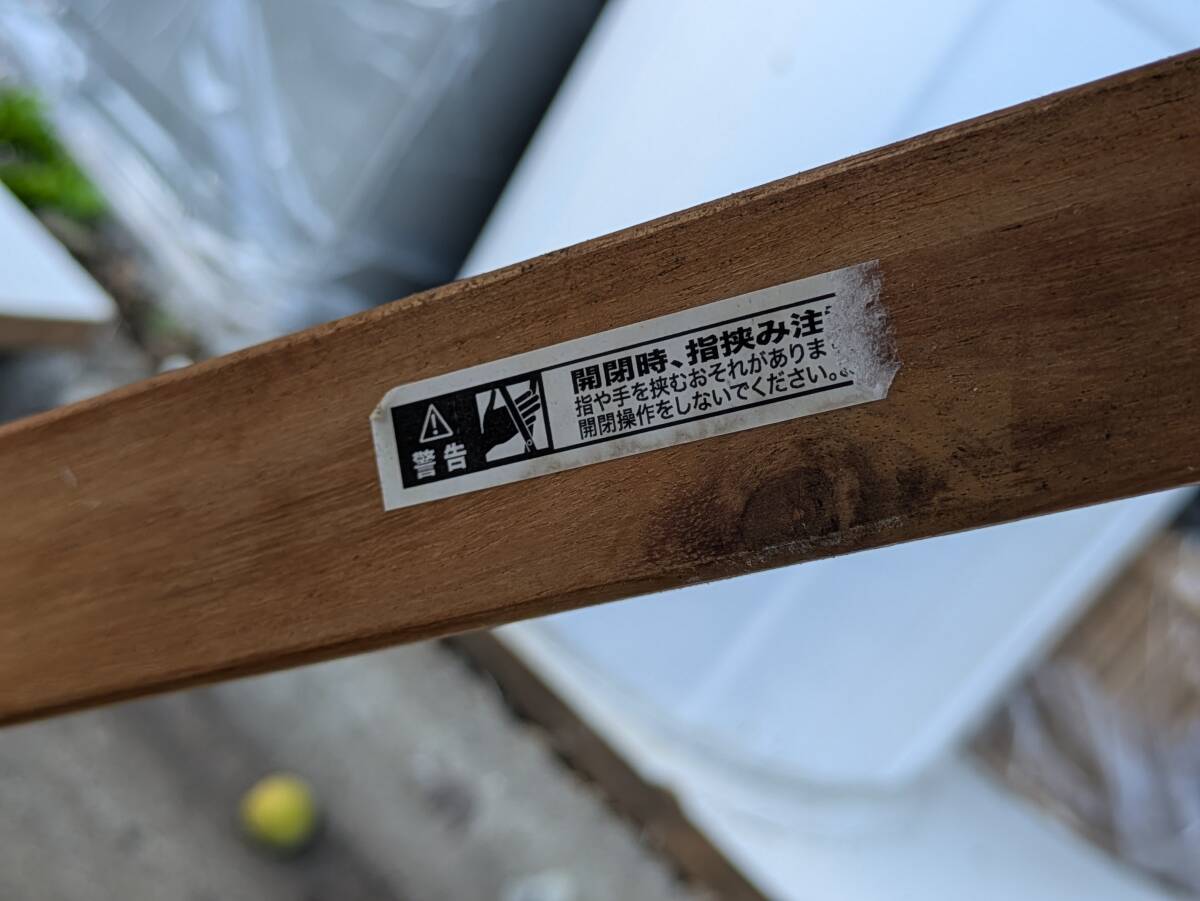 警告
開閉時、指挟み注
指や手を挟むおそれがありま
開閉操作をしないでください。